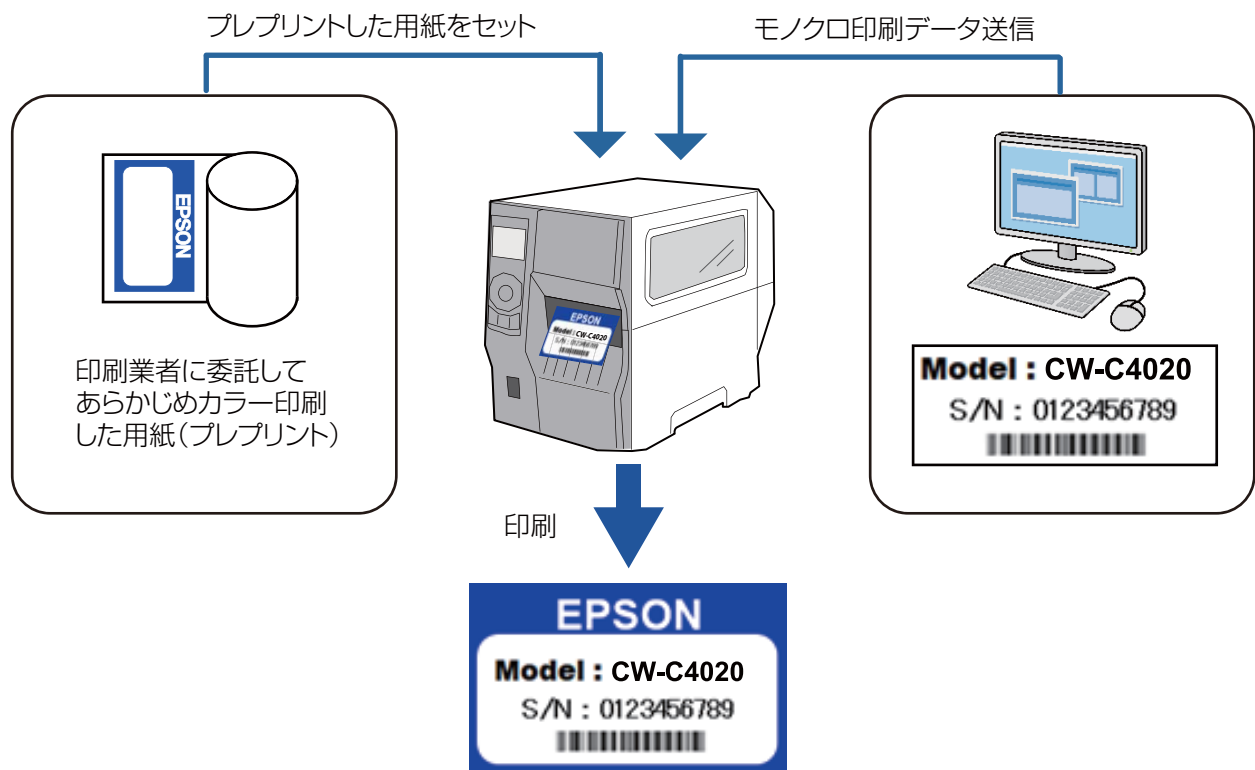 プレプリントした用紙をセット
モノクロ印刷データ送信
EPSON
印刷業者に委託して
あらかじめカラー印刷
した用紙（プレプリント）
EPSON
Model : CW-C4020
S/N : 0123456789
Model : CW-C4020
S/N : 0123456789
印刷
EPSON
Model : CW-C4020
S/N : 0123456789